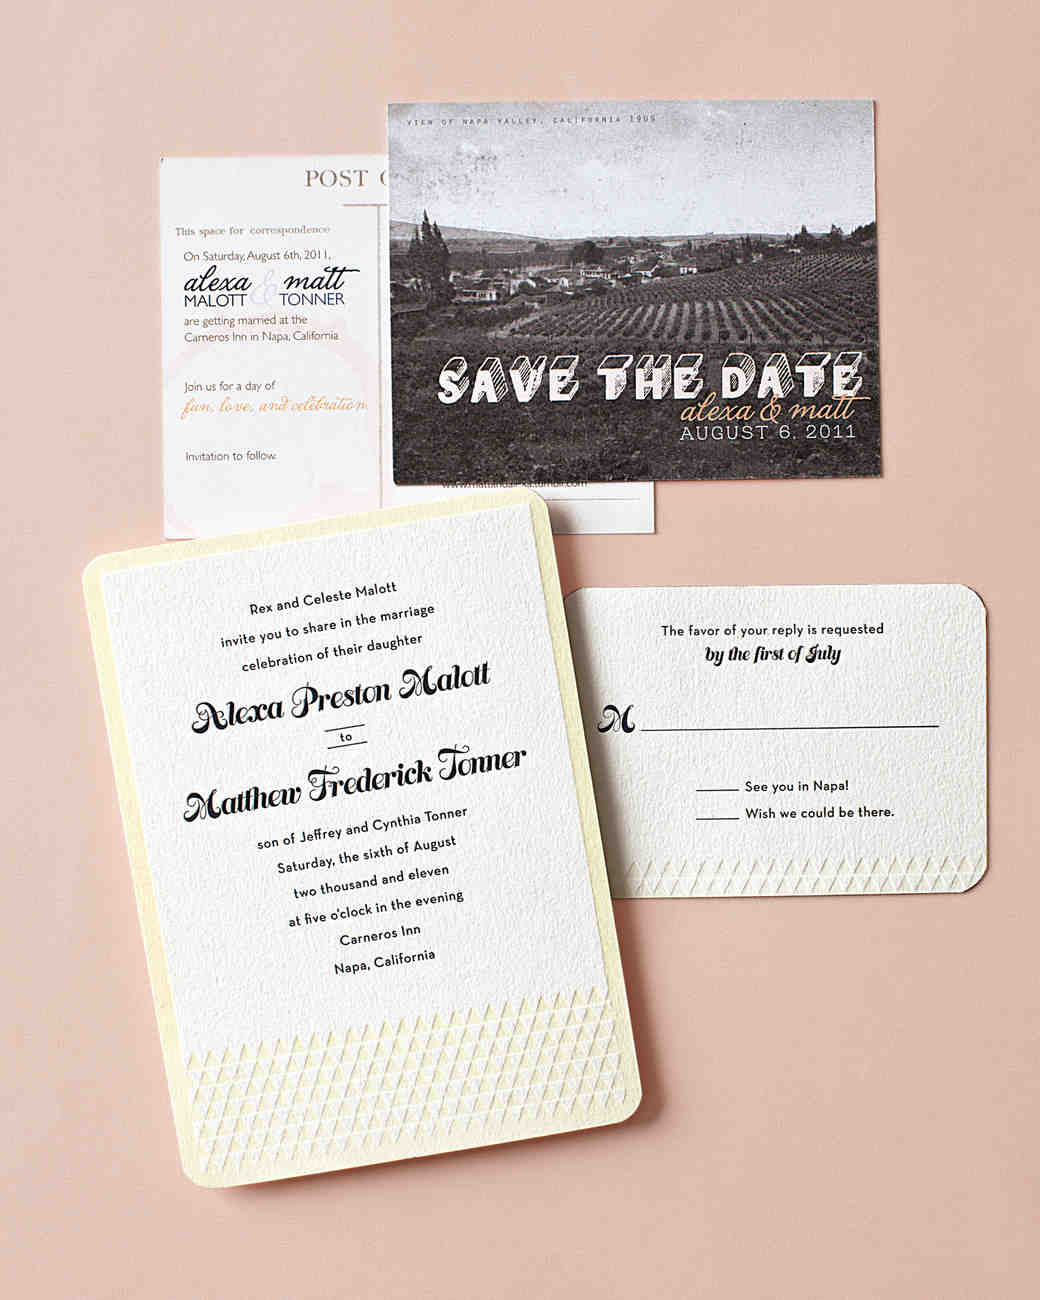 POST
This space for correspondence
On Saturday, August 6th, 2011,
alexa & matt
MALOTT TONNER
are getting married at the
Carneros Inn in Napa, California
Join us for a day of
fun, love, and celebration.
Invitation to follow.
VIEW OF NAPA VALLEY, CALIFORNIA 1905
SAVE THE DATE
alexa & matt
AUGUST 6, 2011
Rex and Celeste Malott
invite you to share in the marriage
celebration of their daughter
Alexa Preston Malott
to
Matthew Frederick Tonner
son of Jeffrey and Cynthia Tonner
Saturday, the sixth of August
two thousand and eleven
at five o'clock in the evening
Carneros Inn
Napa, California
The favor of your reply is requested
by the first of July
M
See you in Napa!
Wish we could be there.